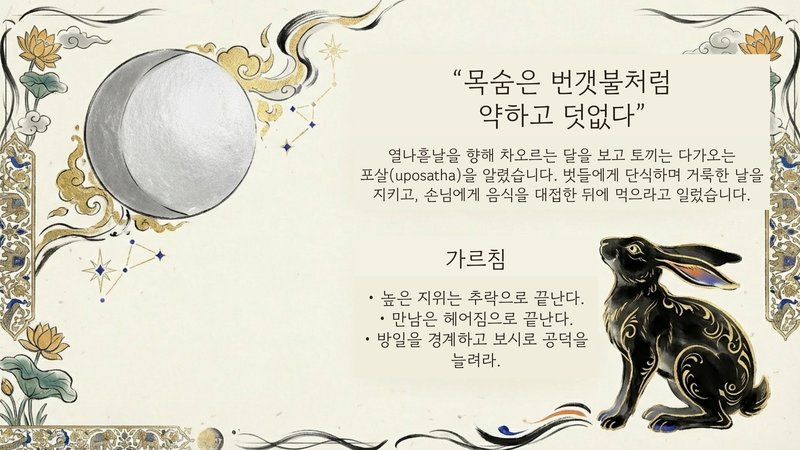 “목숨은 번갯불처럼
약하고 덧없다”
열나흗날을 향해 차오르는 달을 보고 토끼는 다가오는
포살(uposatha)을 알렸습니다. 벗들에게 단식하며 거룩한 날을
지키고, 손님에게 음식을 대접한 뒤에 먹으라고 일렀습니다.
가르침
• 높은 지위는 추락으로 끝난다.
• 만남은 헤어짐으로 끝난다.
• 방일을 경계하고 보시로 공덕을
늘려라.